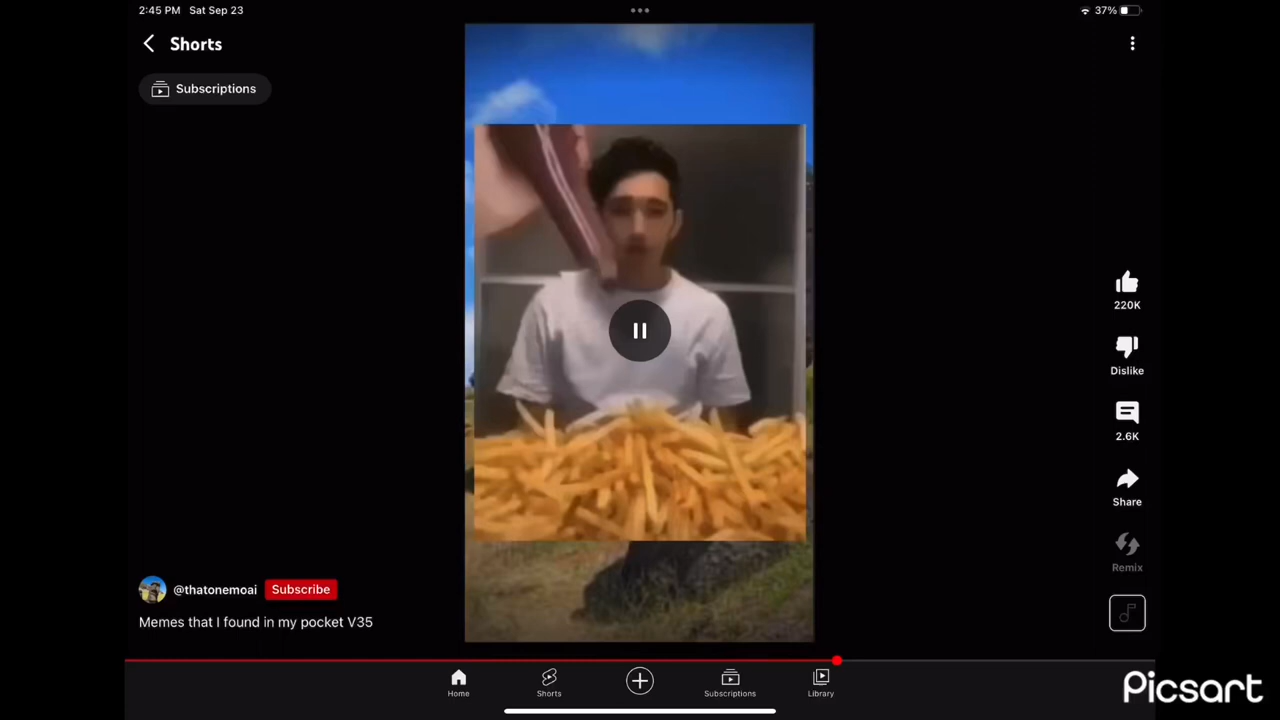 2:45 PM Sat Sep 23
37%
Shorts
Subscriptions
220K
Dislike
2.6K
Share
Remix
@thatonemoai Subscribe
Memes that I found in my pocket V35
Home Shorts Subscriptions Library
Picsart